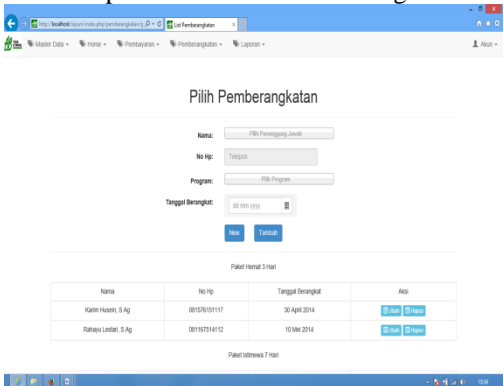 http://localhost/
List Pemberangkatan
Master Data
Home
Pembayaran
Pemberangkatan
Laporan
Akun
Pilih Pemberangkatan
Nama:
Pilih Penanggung Jawab
No Hp:
Telepon
Program:
Pilih Program
Tanggal Berangkat:
dd mm yyyy
New Tambah
Paket Hemat 3 Hari
Nama No Hp Tanggal Berangkat Aksi
Karim Husein, S.Ag 081576151117 30 April 2014 Ubah Hapus
Rahayu Lestari, S.Ag 081167514112 10 Mei 2014 Ubah Hapus
Paket Istimewa 7 Hari